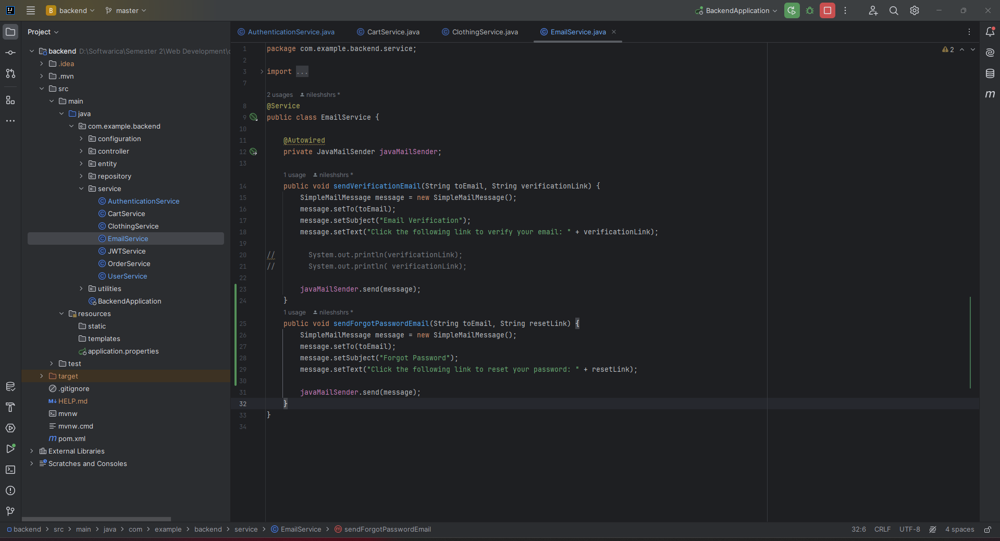 B backend master BackendApplication
Project
backend D:\Softwarica\Semester 2\Web Development\c
.idea
.mvn
src
main
java
com.example.backend
configuration
controller
entity
repository
service
AuthenticationService
CartService
ClothingService
EmailService
JWTService
OrderService
UserService
utilities
BackendApplication
resources
static
templates
application.properties
test
target
.gitignore
HELP.md
mvnw
mvnw.cmd
pom.xml
External Libraries
Scratches and Consoles
AuthenticationService.java CartService.java ClothingService.java EmailService.java
2
1 package com.example.backend.service;
2
3 import ...
7
2 usages nileshshrs *
8 @Service
9 public class EmailService {
10
11 @Autowired
12 private JavaMailSender javaMailSender;
13
1 usage nileshshrs *
14 public void sendVerificationEmail(String toEmail, String verificationLink) {
15 SimpleMailMessage message = new SimpleMailMessage();
16 message.setTo(toEmail);
17 message.setSubject("Email Verification");
18 message.setText("Click the following link to verify your email: " + verificationLink);
19
20 // System.out.println(verificationLink);
21 // System.out.println( verificationLink);
22
23 javaMailSender.send(message);
24 }
1 usage nileshshrs *
25 public void sendForgotPasswordEmail(String toEmail, String resetLink) {
26 SimpleMailMessage message = new SimpleMailMessage();
27 message.setTo(toEmail);
28 message.setSubject("Forgot Password");
29 message.setText("Click the following link to reset your password: " + resetLink);
30
31 javaMailSender.send(message);
32 }
33 }
34
backend > src > main > java > com > example > backend > service > EmailService > sendForgotPasswordEmail
32:6 CRLF UTF-8 4 spaces